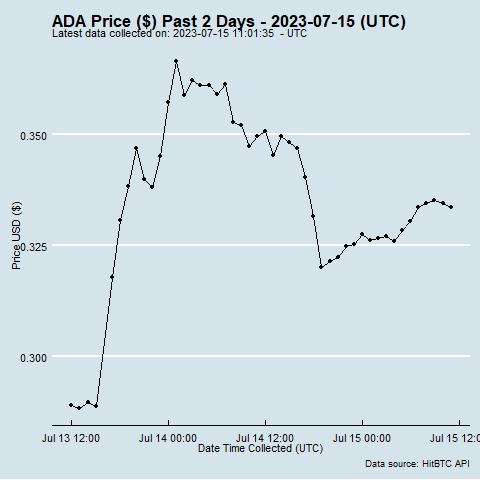 ADA Price ($) Past 2 Days - 2023-07-15 (UTC)
Latest data collected on: 2023-07-15 11:01:35 - UTC
0.350
0.325
0.300
Price USD ($)
Jul 13 12:00 Jul 14 00:00 Jul 14 12:00 Jul 15 00:00 Jul 15 12:0
Date Time Collected (UTC)
Data source: HitBTC API